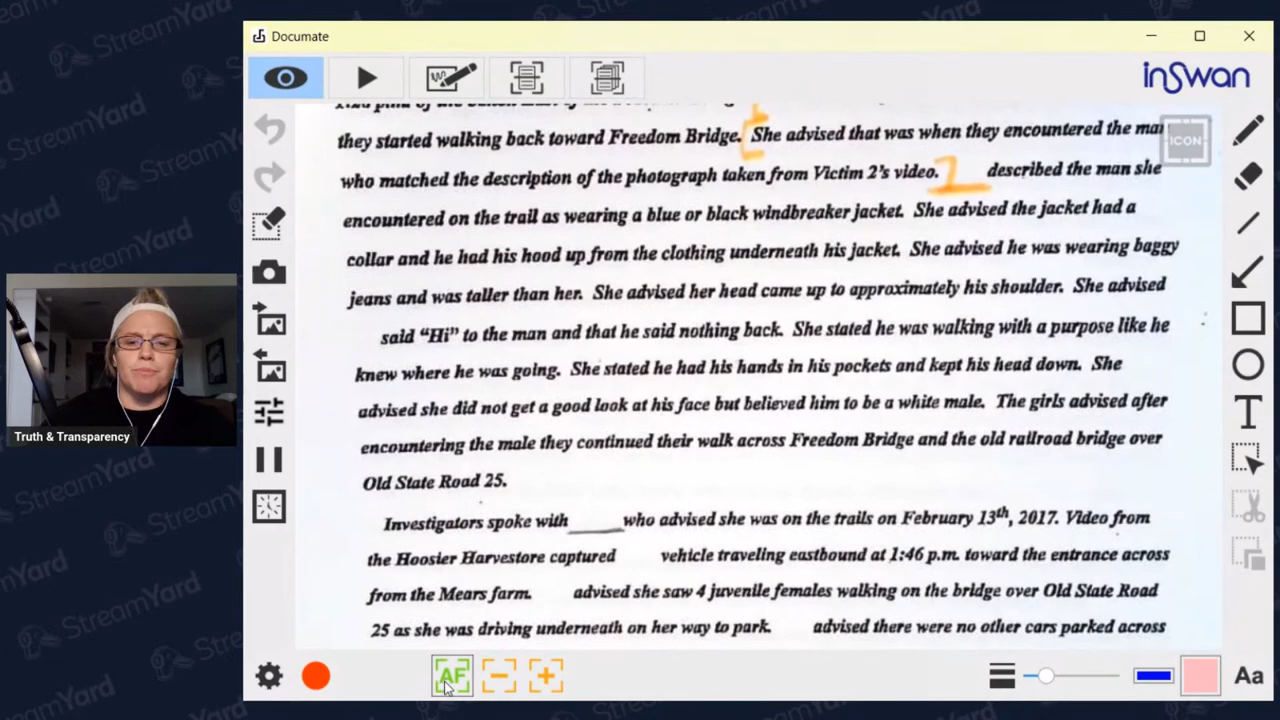 StreamYard
Documate
inSwan
they started walking back toward Freedom Bridge. She advised that was when they encountered the man
ICON
who matched the description of the photograph taken from Victim 2's video. described the man she
encountered on the trail as wearing a blue or black windbreaker jacket. She advised the jacket had a
collar and he had his hood up from the clothing underneath his jacket. She advised he was wearing baggy
jeans and was taller than her. She advised her head came up to approximately his shoulder. She advised
said “Hi” to the man and that he said nothing back. She stated he was walking with a purpose like he
knew where he was going. She stated he had his hands in his pockets and kept his head down. She
advised she did not get a good look at his face but believed him to be a white male. The girls advised after
encountering the male they continued their walk across Freedom Bridge and the old railroad bridge over
Old State Road 25.
Investigators spoke with ____ who advised she was on the trails on February 13th, 2017. Video from
the Hoosier Harvestore captured vehicle traveling eastbound at 1:46 p.m. toward the entrance across
from the Mears farm. advised she saw 4 juvenile females walking on the bridge over Old State Road
25 as she was driving underneath on her way to park. advised there were no other cars parked across
Truth & Transparency
T
AF
Aa
StreamYard
StreamYard